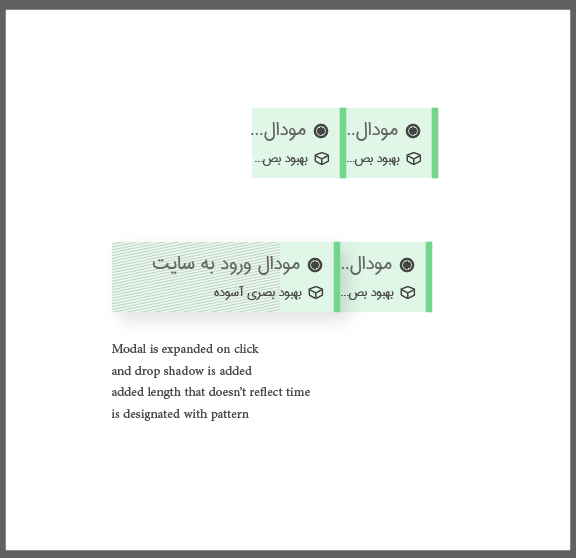 مودال...
بهبود بص...
مودال...
بهبود بص...
مودال...
بهبود بص...
مودال ورود به سایت
بهبود بصری آسوده
Modal is expanded on click
and drop shadow is added
added length that doesn't reflect time
is designated with pattern